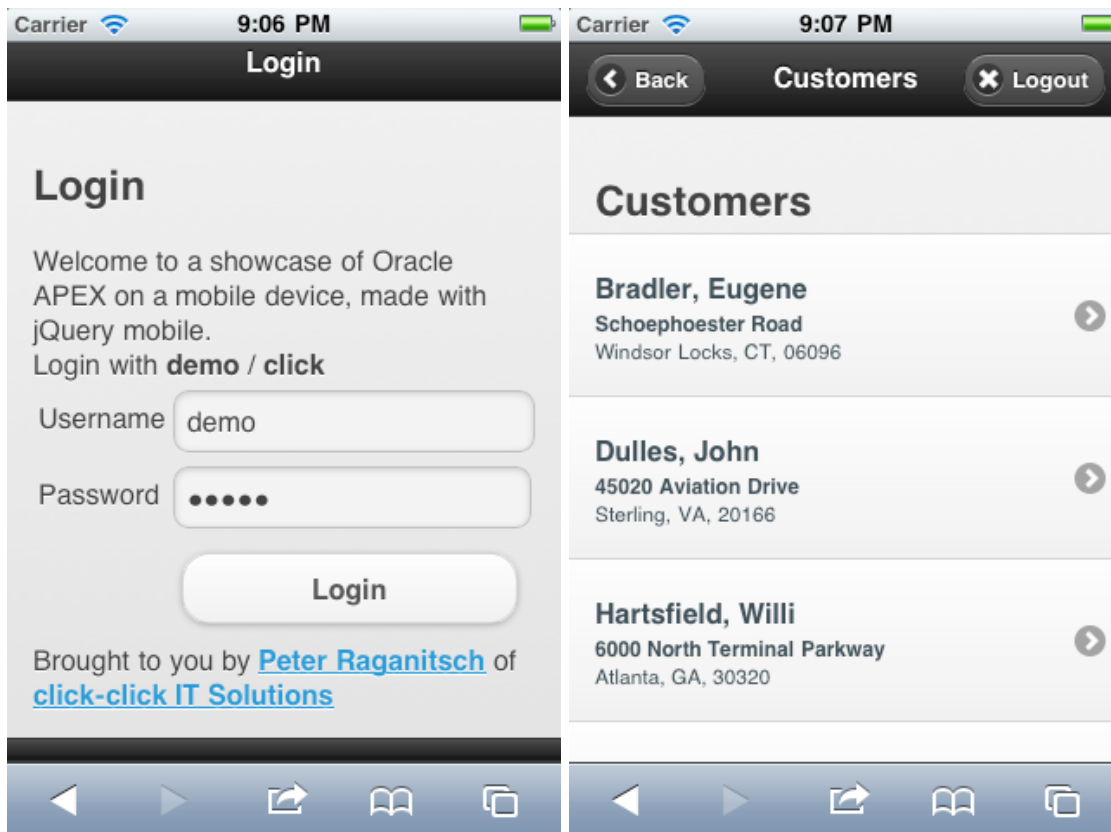 Carrier 9:06 PM
Login
Login
Welcome to a showcase of Oracle
APEX on a mobile device, made with
jQuery mobile.
Login with demo / click
Username demo
Password •••••
Login
Brought to you by Peter Raganitsch of
click-click IT Solutions
Carrier 9:07 PM
Back Customers Logout
Customers
Bradler, Eugene
Schoephoester Road
Windsor Locks, CT, 06096
Dulles, John
45020 Aviation Drive
Sterling, VA, 20166
Hartsfield, Willi
6000 North Terminal Parkway
Atlanta, GA, 30320